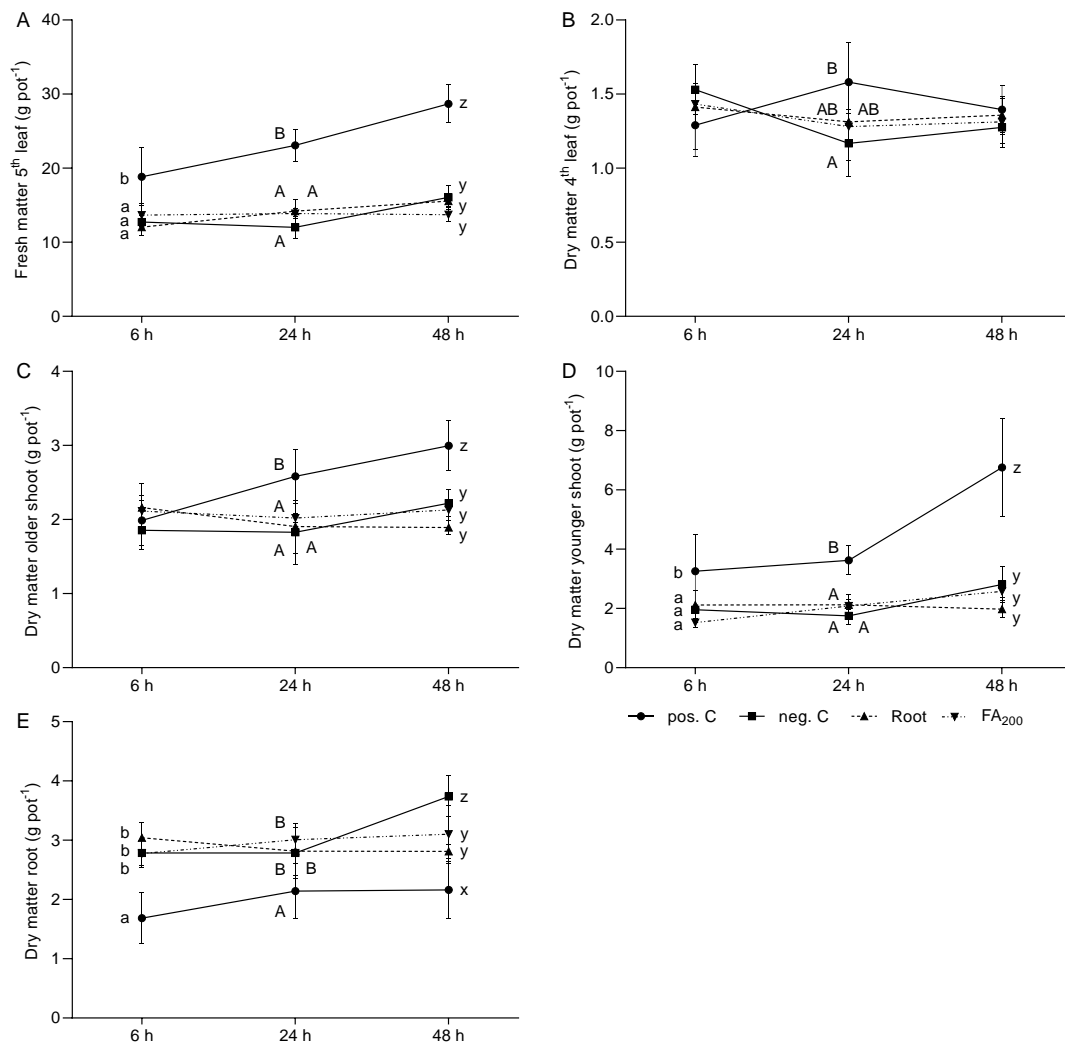 A
Fresh matter 5th leaf (g pot-1)
40
30
20
10
0
b
a
a
a
B
A A
A
z
y
y
y
6 h 24 h 48 h
B
Dry matter 4th leaf (g pot-1)
2.0
1.5
1.0
0.5
0.0
B
AB AB
A
6 h 24 h 48 h
C
Dry matter older shoot (g pot-1)
4
3
2
1
0
B
A
A A
z
y
y
y
6 h 24 h 48 h
D
Dry matter younger shoot (g pot-1)
10
8
6
4
2
0
b
a
a
a
B
A
A A
z
y
y
y
6 h 24 h 48 h
pos. C neg. C Root FA200
E
Dry matter root (g pot-1)
5
4
3
2
1
0
b
b
b
a
B
B B
A
z
y
y
x
6 h 24 h 48 h